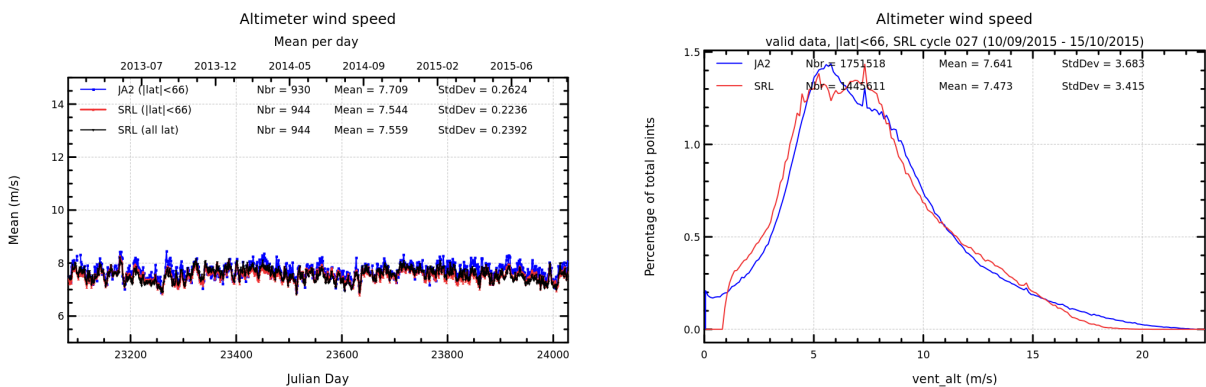 Altimeter wind speed
Mean per day
2013-07 2013-12 2014-05 2014-09 2015-02 2015-06
JA2 (|lat|<66) Nbr = 930 Mean = 7.709 StdDev = 0.2624
SRL (|lat|<66) Nbr = 944 Mean = 7.544 StdDev = 0.2236
SRL (all lat) Nbr = 944 Mean = 7.559 StdDev = 0.2392
14
12
10
8
6
Mean (m/s)
23200 23400 23600 23800 24000
Julian Day
Altimeter wind speed
valid data, |lat|<66, SRL cycle 027 (10/09/2015 - 15/10/2015)
JA2 Nbr = 1751518 Mean = 7.641 StdDev = 3.683
SRL Nbr = 1445611 Mean = 7.473 StdDev = 3.415
1.5
1.0
0.5
0.0
Percentage of total points
0 5 10 15 20
vent_alt (m/s)